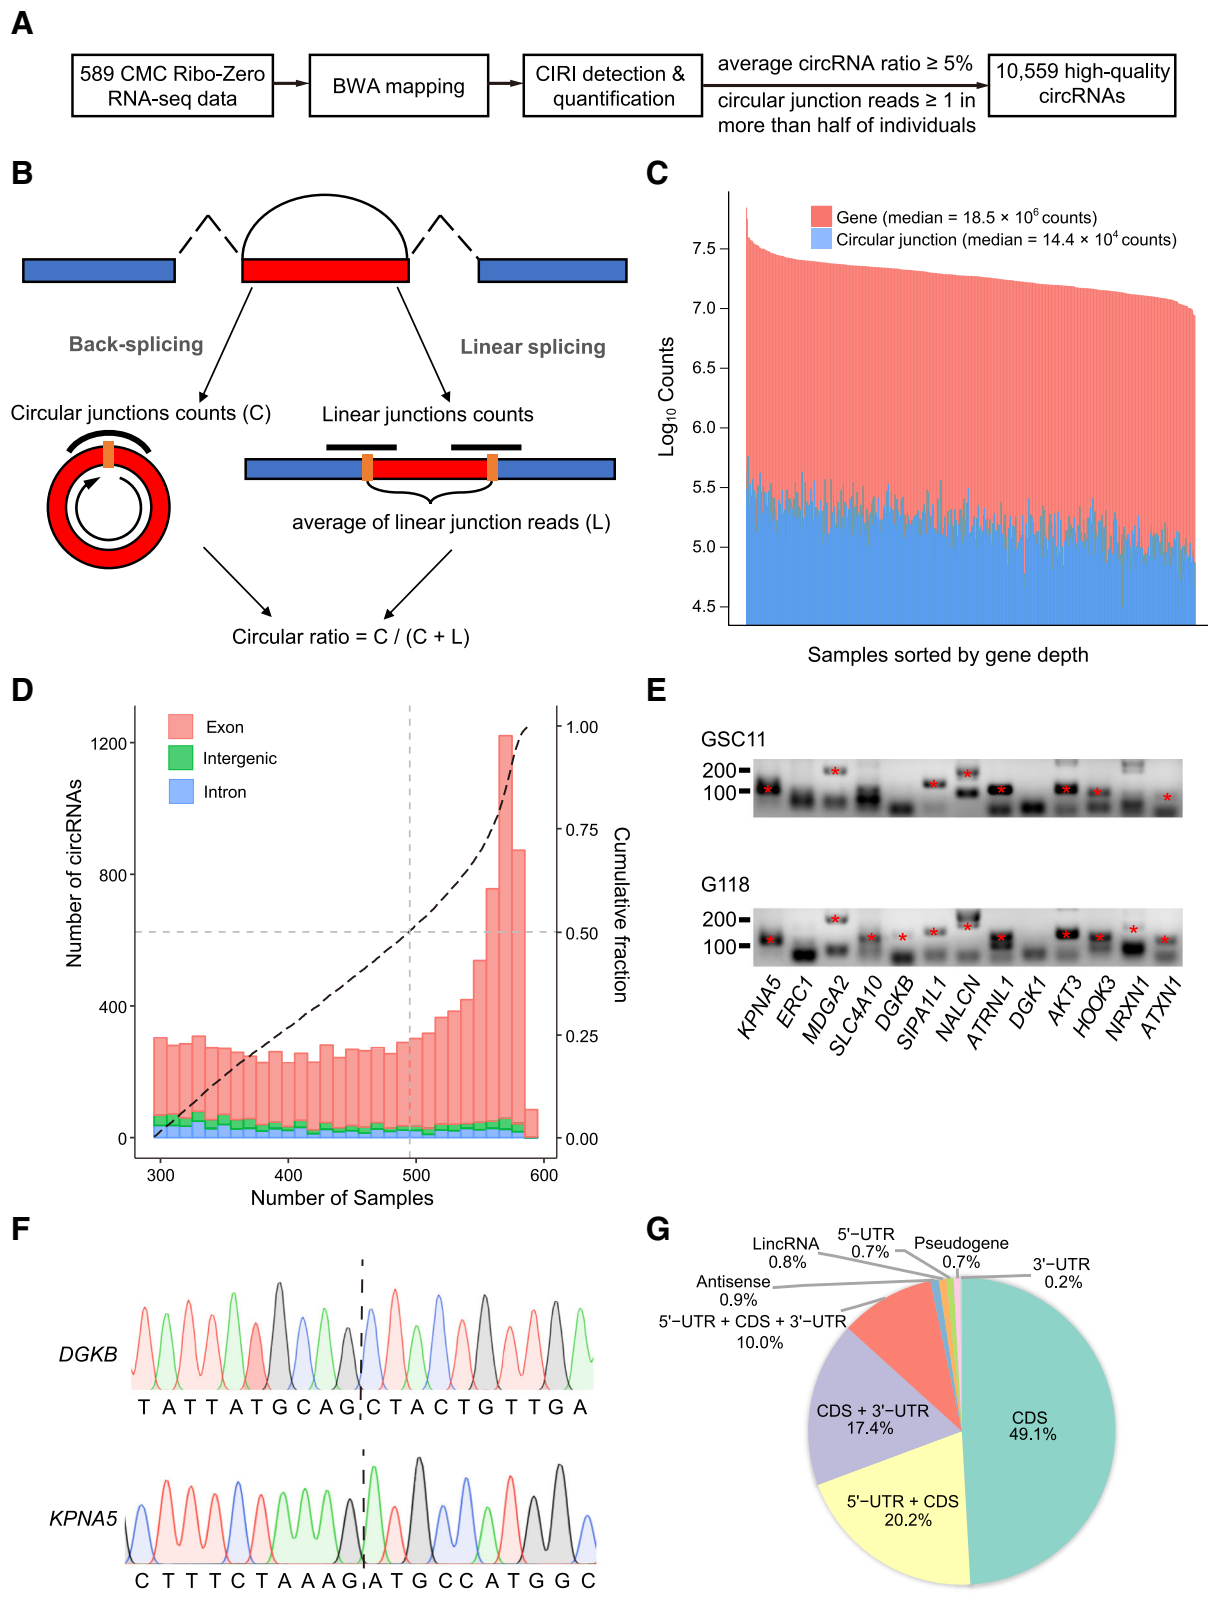 A
589 CMC Ribo-Zero
RNA-seq data
BWA mapping
CIRI detection &
quantification
average circRNA ratio ≥ 5%
circular junction reads ≥ 1 in
more than half of individuals
10,559 high-quality
circRNAs
B
Back-splicing
Linear splicing
Circular junctions counts (C)
Linear junctions counts
average of linear junction reads (L)
Circular ratio = C / (C + L)
C
Gene (median = 18.5 × 10⁶ counts)
Circular junction (median = 14.4 × 10⁴ counts)
Log₁₀ Counts
7.5
7.0
6.5
6.0
5.5
5.0
4.5
Samples sorted by gene depth
D
Exon
Intergenic
Intron
Number of circRNAs
1200
800
400
0
1.00
0.75
0.50
0.25
0.00
Cumulative fraction
300
400
500
600
Number of Samples
E
GSC11
200
100
* * * * * * * *
G118
200
100
* * * * * * * * * * *
KPNA5
ERC1
MDGA2
SLC4A10
DGKB
SIPA1L1
NALCN
ATRNL1
DGK1
AKT3
HOOK3
NRXN1
ATXN1
F
DGKB
T A T T A T G C A G C T A C T G T T G A
KPNA5
C T T T C T A A A G A T G C C A T G G C
G
LincRNA
0.8%
5'−UTR
0.7%
Pseudogene
0.7%
3'−UTR
0.2%
Antisense
0.9%
5'−UTR + CDS + 3'−UTR
10.0%
CDS + 3'−UTR
17.4%
CDS
49.1%
5'−UTR + CDS
20.2%